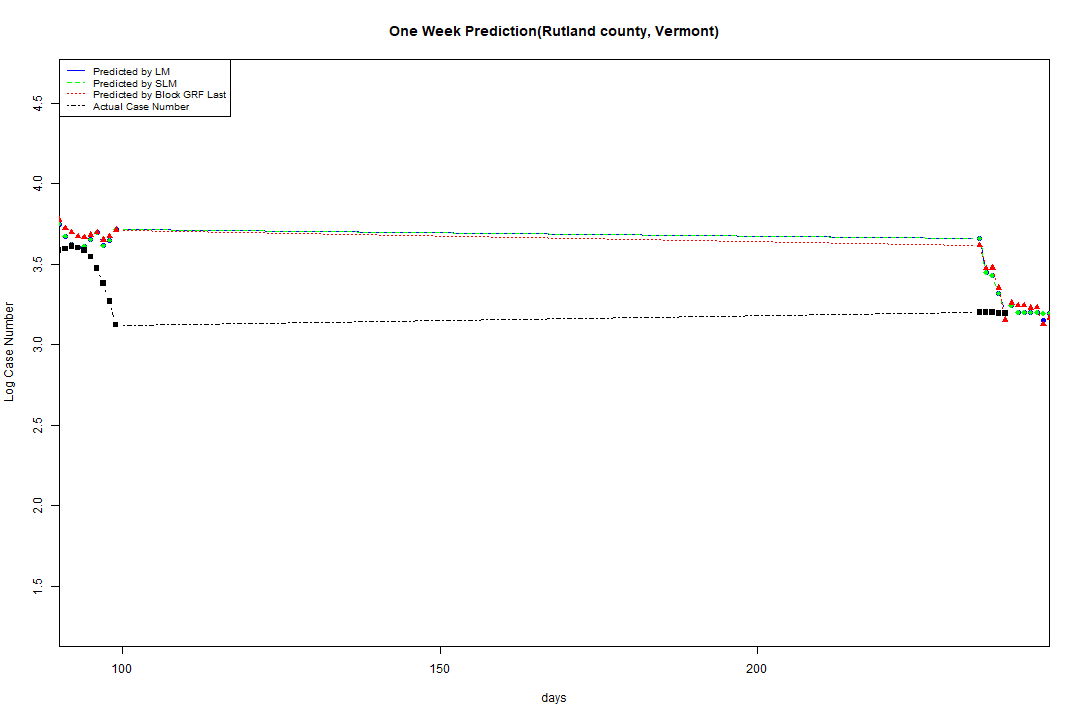 One Week Prediction(Rutland county, Vermont)
Predicted by LM
Predicted by SLM
Predicted by Block GRF Last
Actual Case Number
4.5
4.0
3.5
3.0
2.5
2.0
1.5
Log Case Number
100
150
200
days